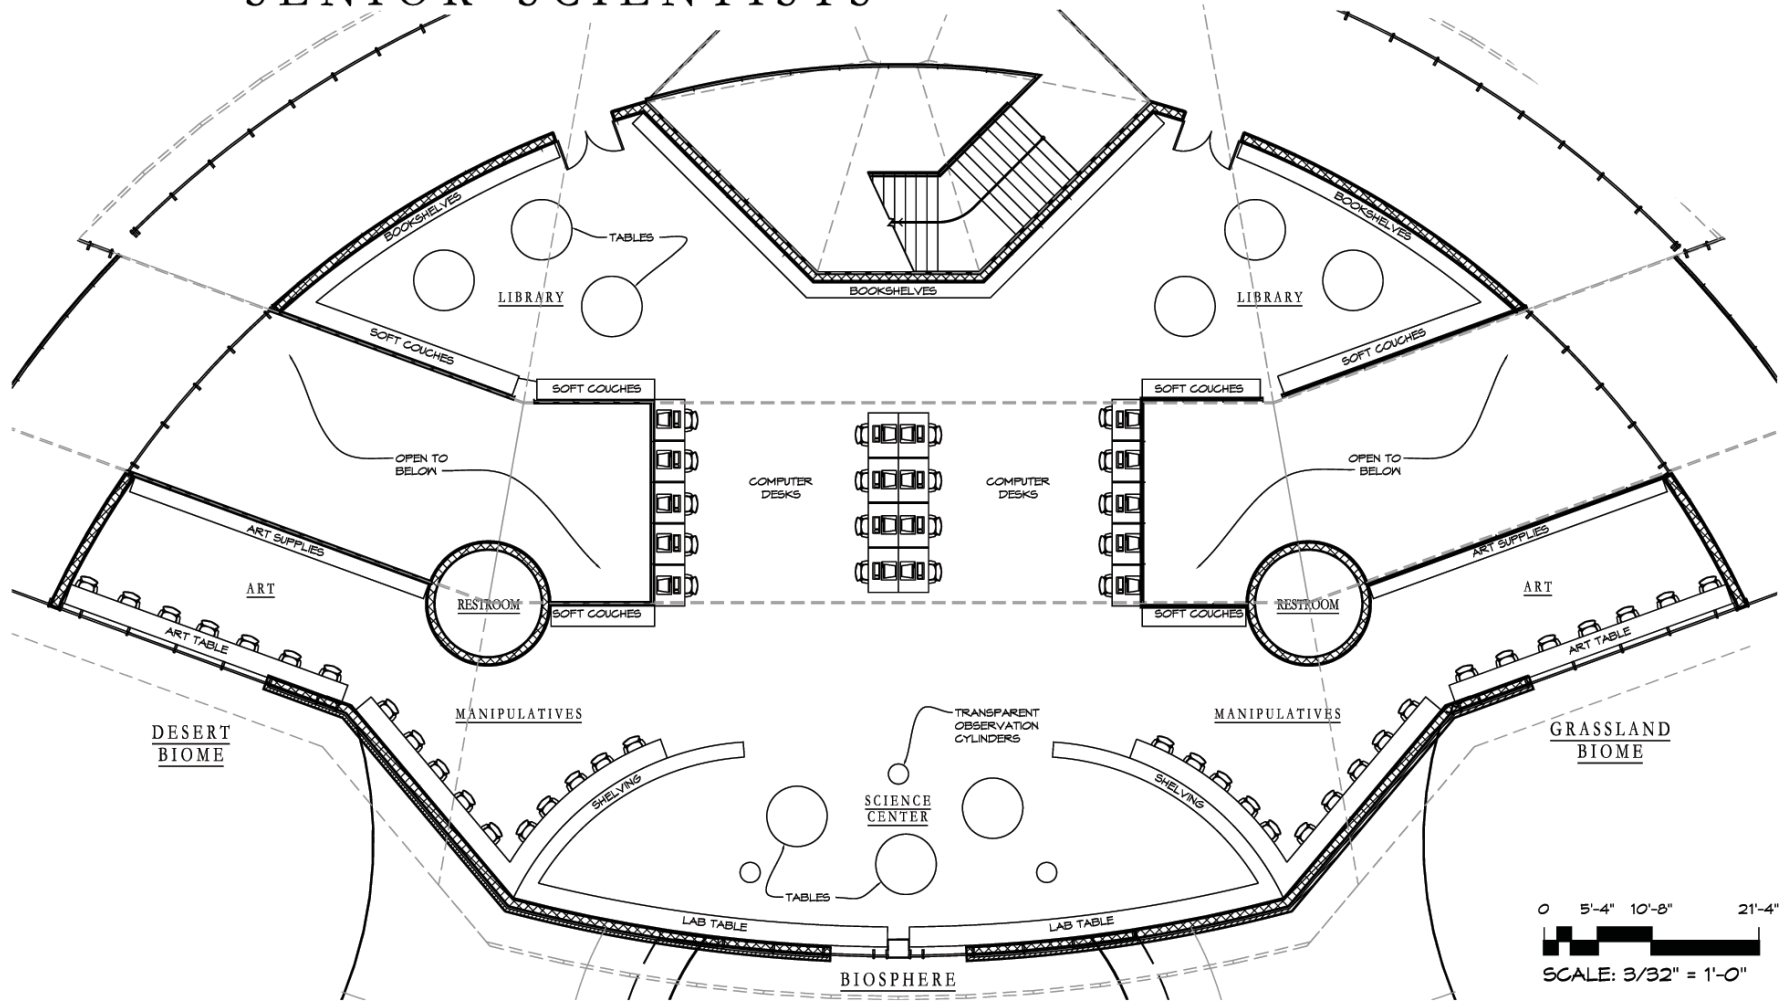 SENIOR SCIENTISTS
BOOKSHELVES
TABLES
LIBRARY
BOOKSHELVES
LIBRARY
BOOKSHELVES
SOFT COUCHES
SOFT COUCHES
SOFT COUCHES
SOFT COUCHES
OPEN TO
BELOW
COMPUTER
DESKS
COMPUTER
DESKS
OPEN TO
BELOW
ART SUPPLIES
ART
RESTROOM
SOFT COUCHES
SOFT COUCHES
RESTROOM
ART SUPPLIES
ART
ART TABLE
ART TABLE
DESERT
BIOME
MANIPULATIVES
TRANSPARENT
OBSERVATION
CYLINDERS
MANIPULATIVES
GRASSLAND
BIOME
SHELVING
SCIENCE
CENTER
SHELVING
TABLES
LAB TABLE
LAB TABLE
BIOSPHERE
0 5'-4" 10'-8" 21'-4"
SCALE: 3/32" = 1'-0"